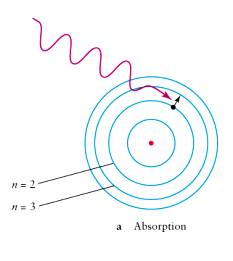 n = 2
n = 3
a Absorption